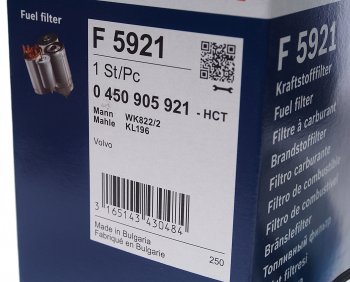 Fuel filter
F 5921
1 St/Pc
0 450 905 921 - HCT
Mann WK822/2
Mahle KL196
Volvo
3 165143 430484
Made in Bulgaria
Fabriqué en Bulgarie
250
F 5921
Kraftstofffilter
Fuel filter
Filtre à carburant
Brandstoffilter
Filtro carburante
Filtro de combustible
Filtro de combustível
Bränslefilter
Топливный фильтр
filtresi